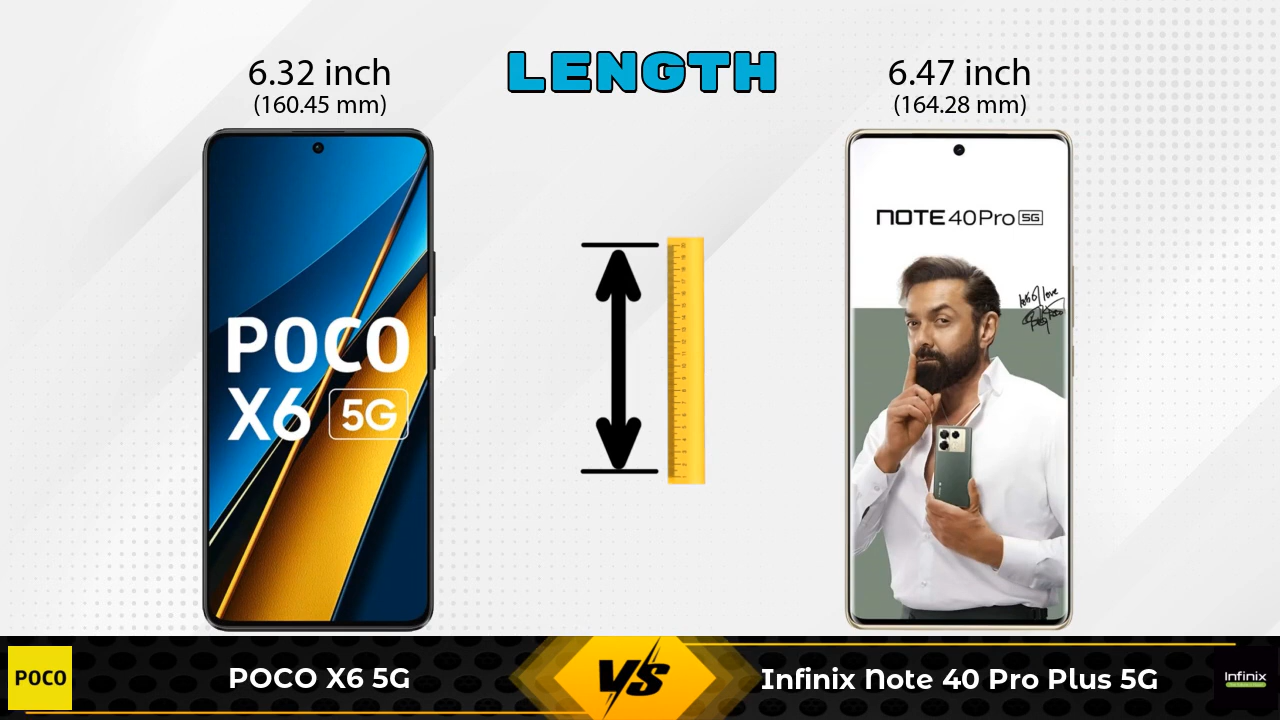 LENGTH
6.32 inch
(160.45 mm)
6.47 inch
(164.28 mm)
POCO
X6 5G
NOTE 40 Pro 5G
POCO
POCO X6 5G
VS
Infinix Note 40 Pro Plus 5G
Infinix